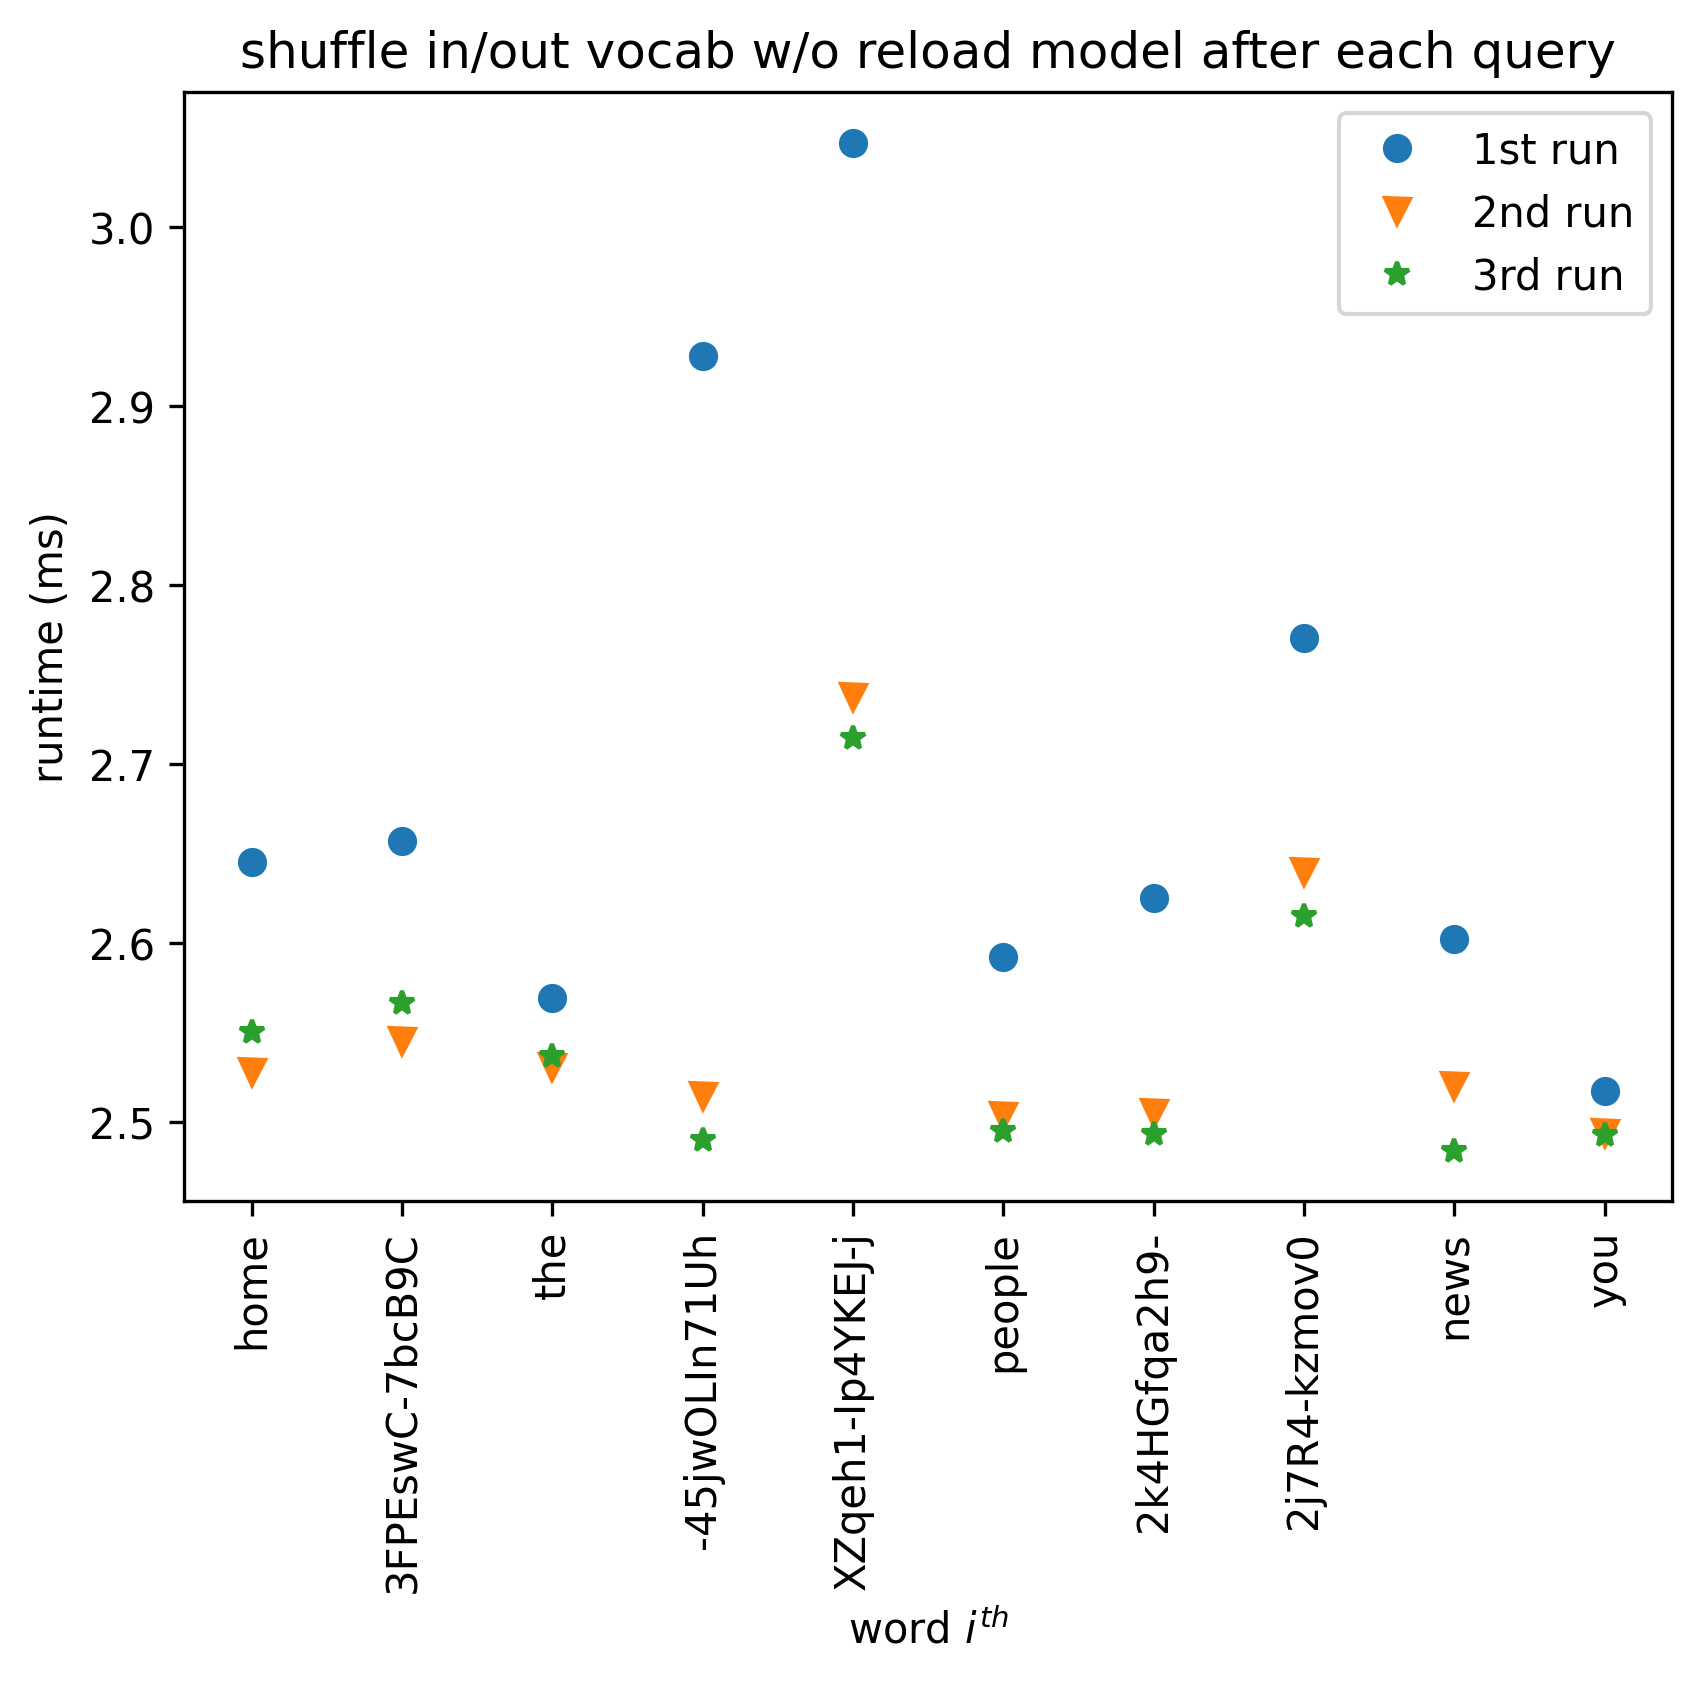 shuffle in/out vocab w/o reload model after each query
1st run
2nd run
3rd run
runtime (ms)
3.0
2.9
2.8
2.7
2.6
2.5
home
3FPEswC-7bcB9C
the
-45jwOLIn71Uh
XZqeh1-Ip4YKEJ-j
people
2k4HGfqa2h9-
2j7R4-kzmov0
news
you
word i^th